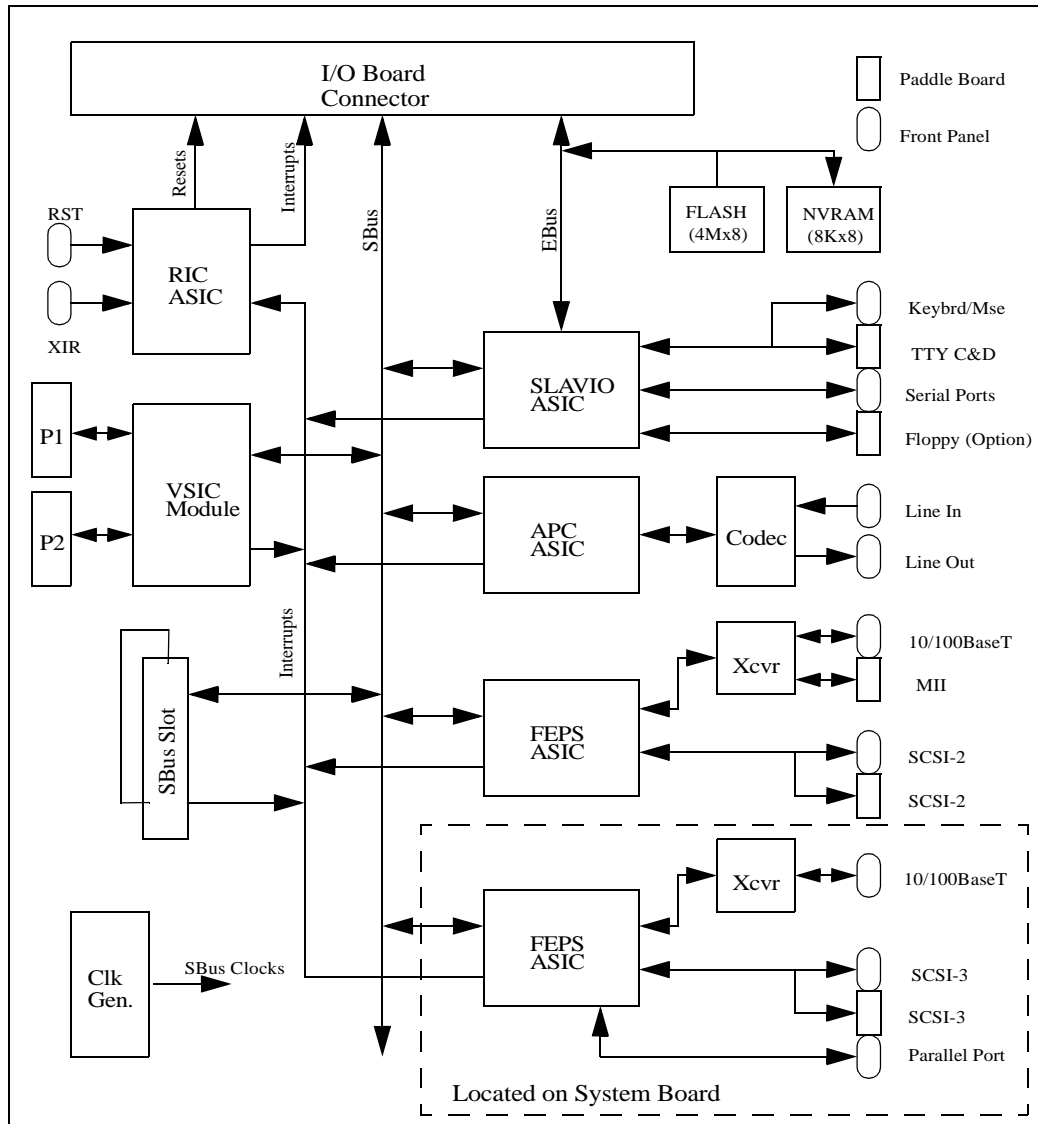 I/O Board
Connector
Paddle Board
Front Panel
Resets
Interrupts
SBus
EBus
FLASH
(4Mx8)
NVRAM
(8Kx8)
RST
XIR
RIC
ASIC
Keybrd/Mse
TTY C&D
Serial Ports
Floppy (Option)
SLAVIO
ASIC
P1
P2
VSIC
Module
APC
ASIC
Codec
Line In
Line Out
Interrupts
SBus Slot
FEPS
ASIC
Xcvr
10/100BaseT
MII
SCSI-2
SCSI-2
Clk
Gen.
SBus Clocks
FEPS
ASIC
Xcvr
10/100BaseT
SCSI-3
SCSI-3
Parallel Port
Located on System Board